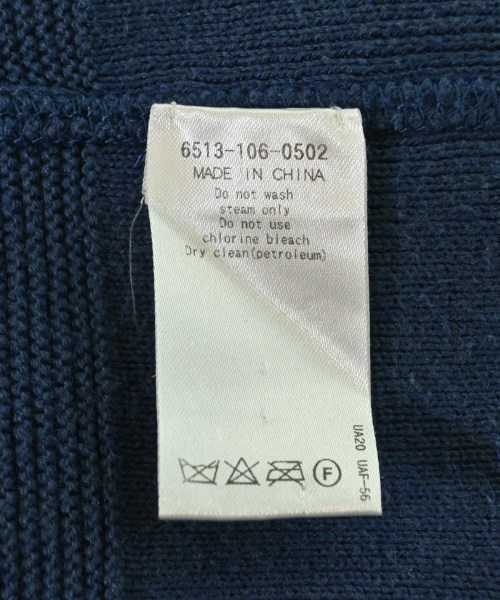 6513-106-0502
MADE IN CHINA
Do not wash
steam only
Do not use
chlorine bleach
Dry clean(petroleum)
F
UA20 UAF-56